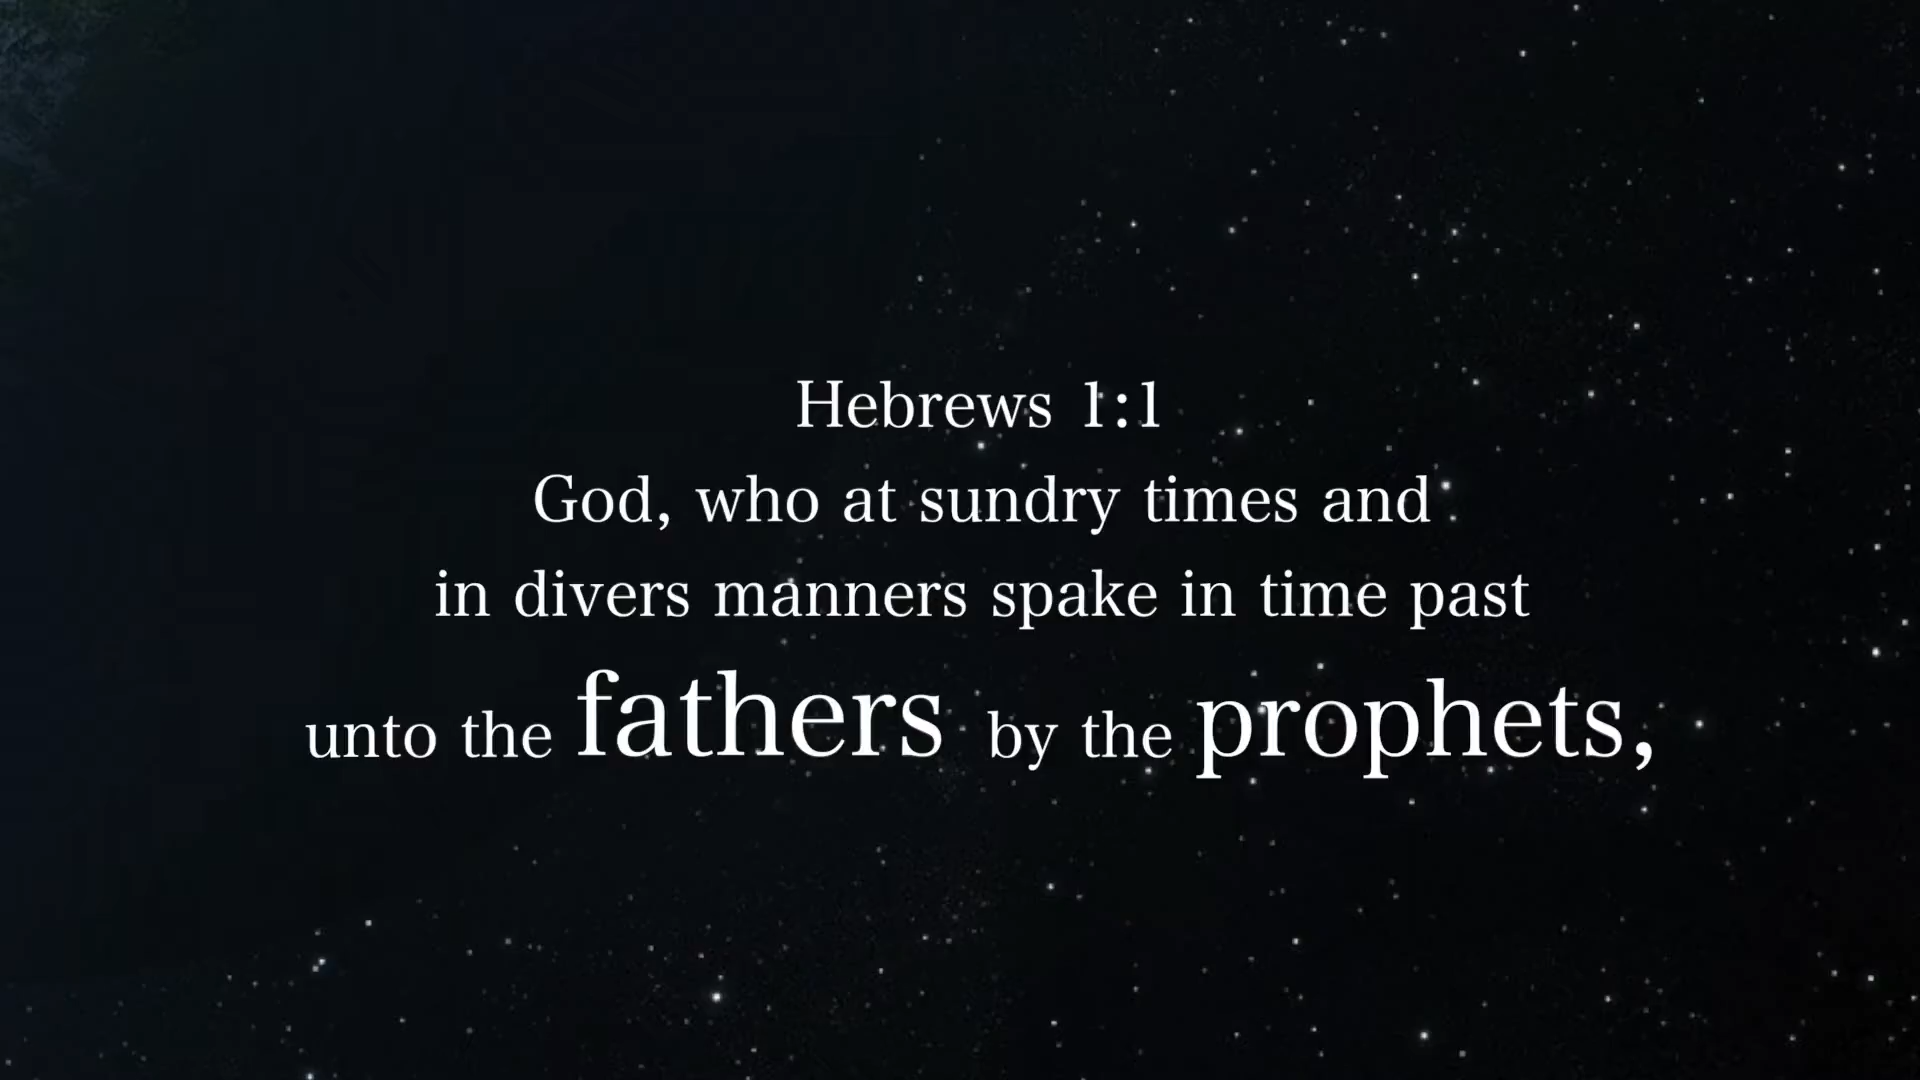 Hebrews 1:1
God, who at sundry times and
in divers manners spake in time past
unto the fathers by the prophets,